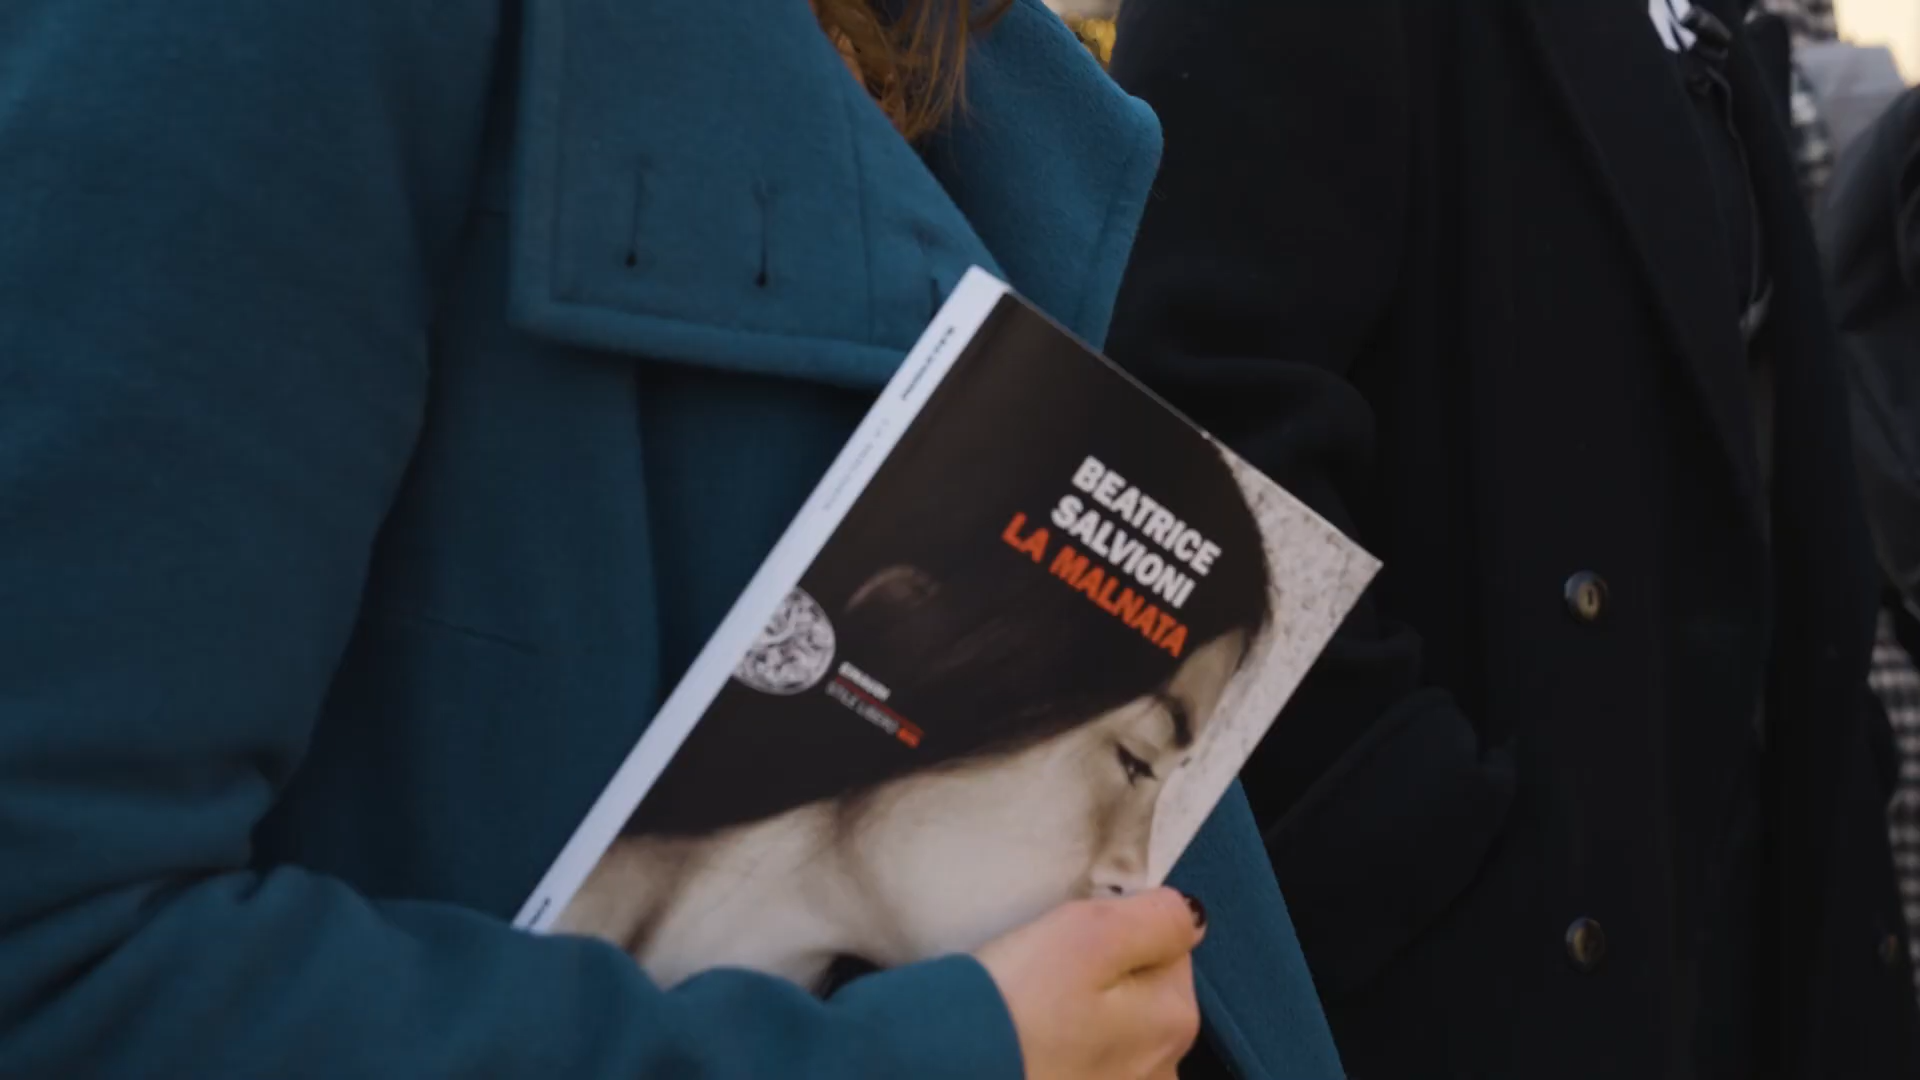 BEATRICE
SALVIONI
LA MALNATA
EINAUDI
STILE LIBERO BIG